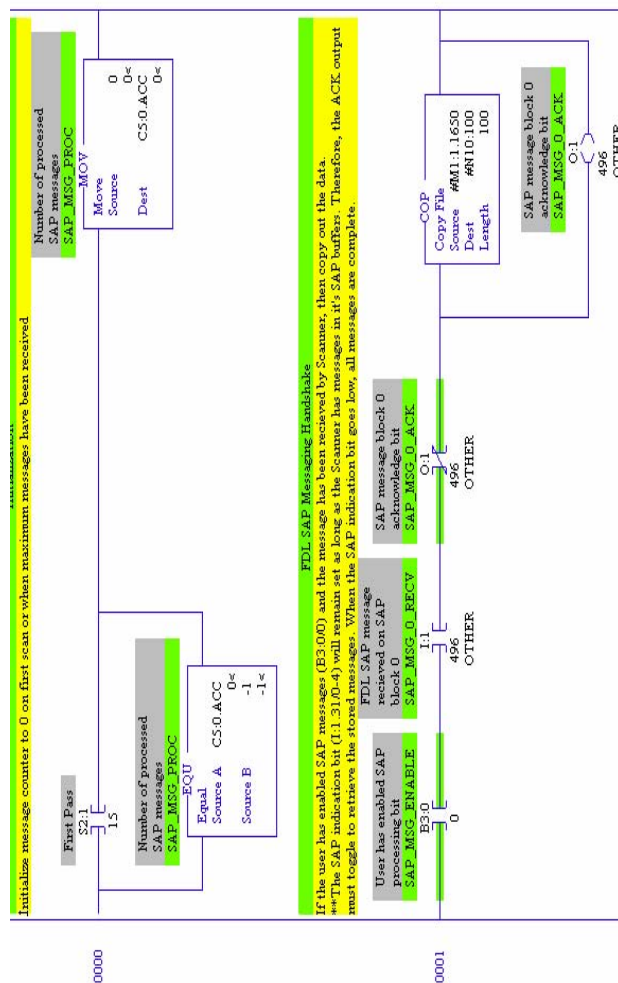 Initialize message counter to 0 on first scan or when maximum messages have been received
0000
First Pass
S2:1
15
Number of processed
SAP messages
SAP_MSG_PROC
EQU
Equal
Source A C5:0.ACC
0<
Source B -1
-1<
Number of processed
SAP messages
SAP_MSG_PROC
MOV
Move
Source 0
0<
Dest C5:0.ACC
0<
FDL SAP Messaging Handshake
If the user has enabled SAP messages (B3:0/0) and the message has been recieved by Scanner, then copy out the data.
**The SAP indisation bit (I:1.31/0-4) will remain set as long as the Scanner has messages in it's SAP buffers. Therefore, the ACK output
must toggle to retrieve the stored messages. When the SAP indication bit goes low, all messages are complete.
0001
User has enabled SAP
processing bit
SAP_MSG_ENABLE
B3:0
0
FDL SAP message
recieved on SAP
block 0
SAP_MSG_0_RECV
I:1
496
OTHER
SAP message block 0
acknowledge bit
SAP_MSG_0_ACK
O:1
496
OTHER
COP
Copy File
Source #M1:1.1650
Dest #N10:100
Length 100
SAP message block 0
acknowledge bit
SAP_MSG_0_ACK
O:1
496
OTHER